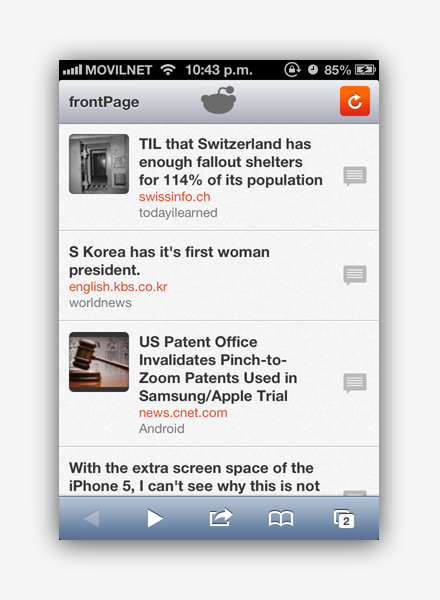 MOVILNET 10:43 p.m. 85%
frontPage
TIL that Switzerland has
enough fallout shelters
for 114% of its population
swissinfo.ch
todayilearned
S Korea has it's first woman
president.
english.kbs.co.kr
worldnews
US Patent Office
Invalidates Pinch-to-
Zoom Patents Used in
Samsung/Apple Trial
news.cnet.com
Android
With the extra screen space of the
iPhone 5, I can't see why this is not
2